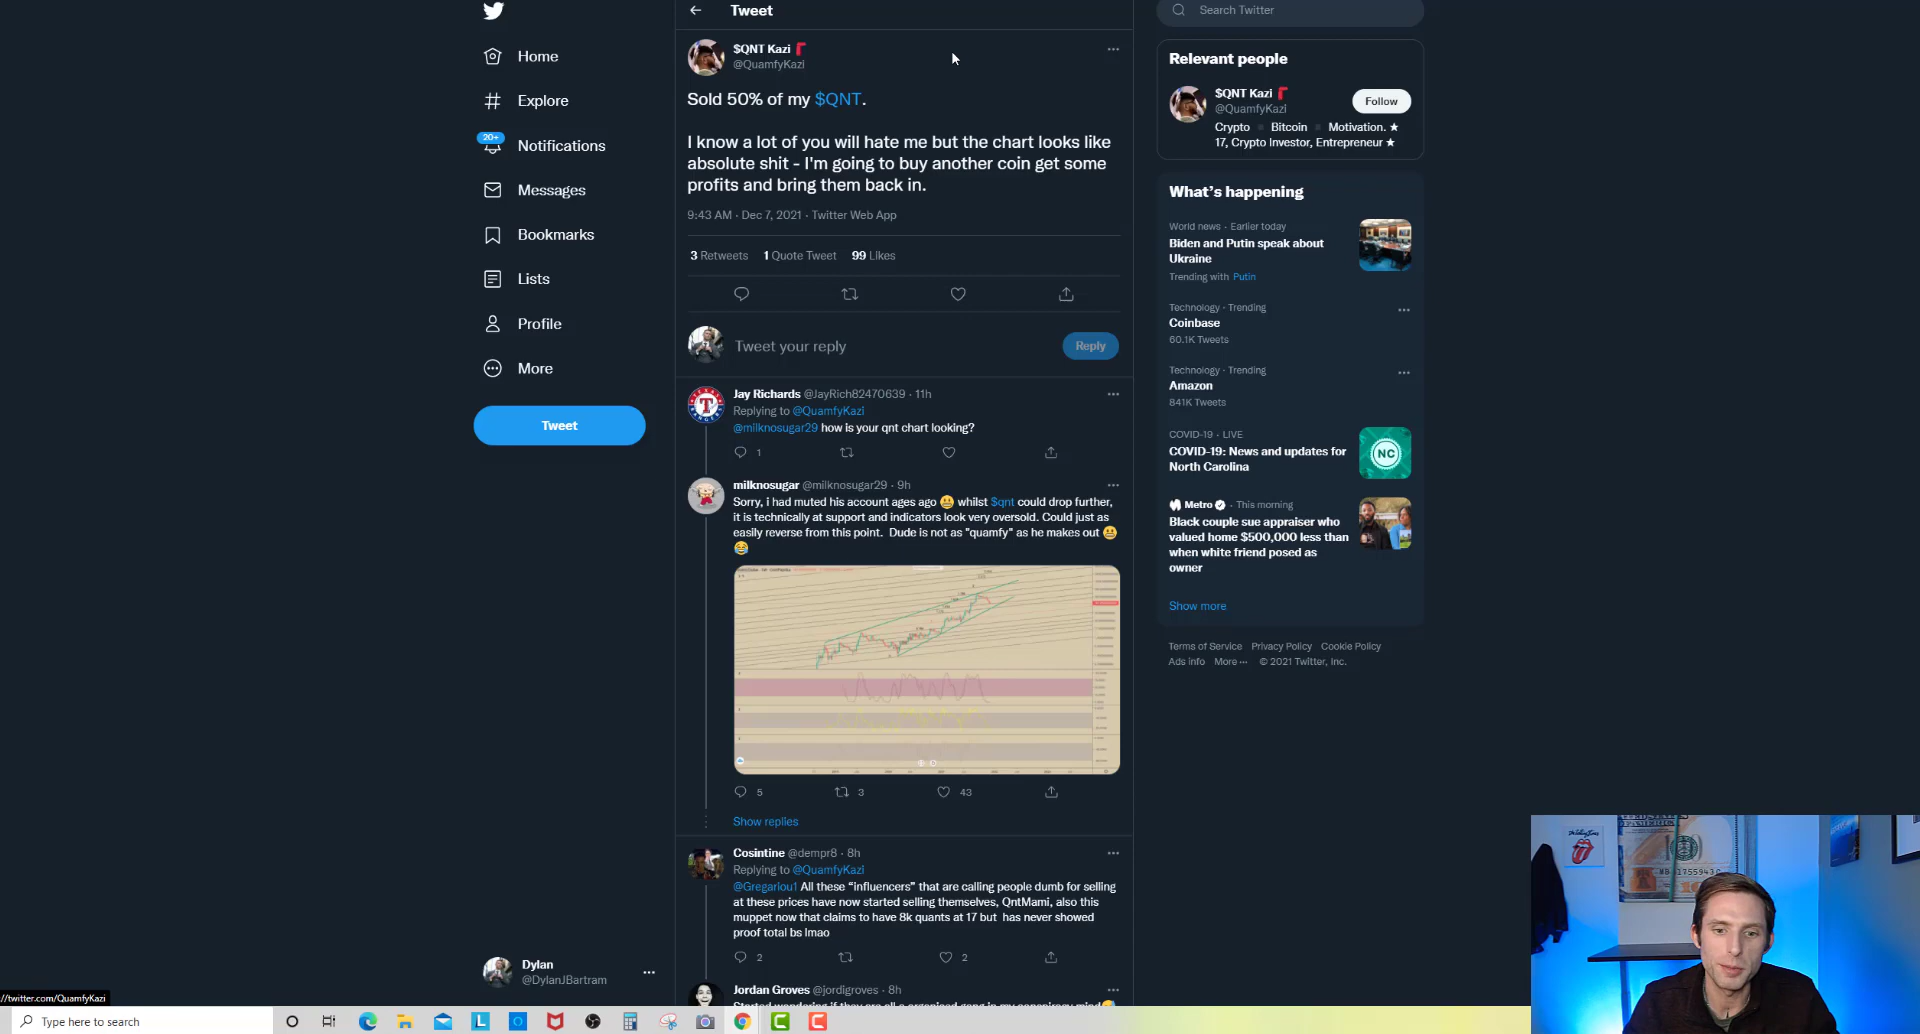 Tweet
Search Twitter
Home
Explore
20+
Notifications
Messages
Bookmarks
Lists
Profile
More
Tweet
$QNT Kazi
@QuamfyKazi
Sold 50% of my $QNT.
I know a lot of you will hate me but the chart looks like
absolute shit - I'm going to buy another coin get some
profits and bring them back in.
9:43 AM · Dec 7, 2021 · Twitter Web App
3 Retweets 1 Quote Tweet 99 Likes
Tweet your reply
Reply
Jay Richards @JayRich82470639 · 11h
Replying to @QuamfyKazi
@milknosugar29 how is your qnt chart looking?
1
milknosugar @milknosugar29 · 9h
Sorry, i had muted his account ages ago 😬 whilst $qnt could drop further,
it is technically at support and indicators look very oversold. Could just as
easily reverse from this point. Dude is not as "quamfy" as he makes out 😬
😂
5 3 43
Show replies
Cosintine @dempr8 · 8h
Replying to @QuamfyKazi
@Gregarlou1 All these “influencers” that are calling people dumb for selling
at these prices have now started selling themselves, QntMami, also this
muppet now that claims to have 8k quants at 17 but has never showed
proof total bs lmao
2 2
Jordan Groves @jordigroves · 8h
Started wondering if they are all a organised gang in my conspiracy mind
Relevant people
$QNT Kazi
@QuamfyKazi
Follow
Crypto Bitcoin Motivation. ★
17, Crypto Investor, Entrepreneur ★
What’s happening
World news · Earlier today
Biden and Putin speak about
Ukraine
Trending with Putin
Technology · Trending
Coinbase
60.1K Tweets
Technology · Trending
Amazon
841K Tweets
COVID-19 · LIVE
COVID-19: News and updates for
North Carolina
NC
Metro · This morning
Black couple sue appraiser who
valued home $500,000 less than
when white friend posed as
owner
Show more
Terms of Service Privacy Policy Cookie Policy
Ads info More ··· © 2021 Twitter, Inc.
Dylan
@DylanJBartram
//twitter.com/QuamfyKazi
Type here to search